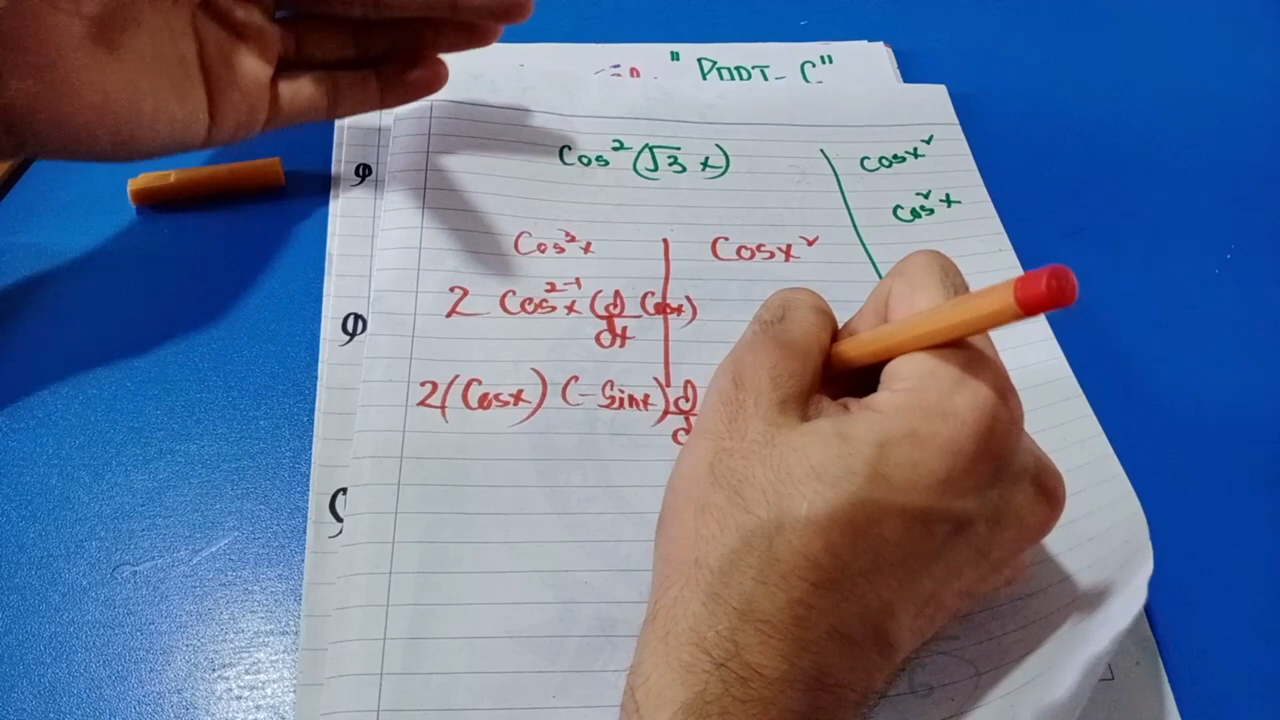 "PART-C"
Cos²(√3 x)
Cosx²
Cos²x
Cos²x
Cosx²
2 Cos²⁻¹x (d/dx Cosx)
2(Cosx) (-Sinx) d/d